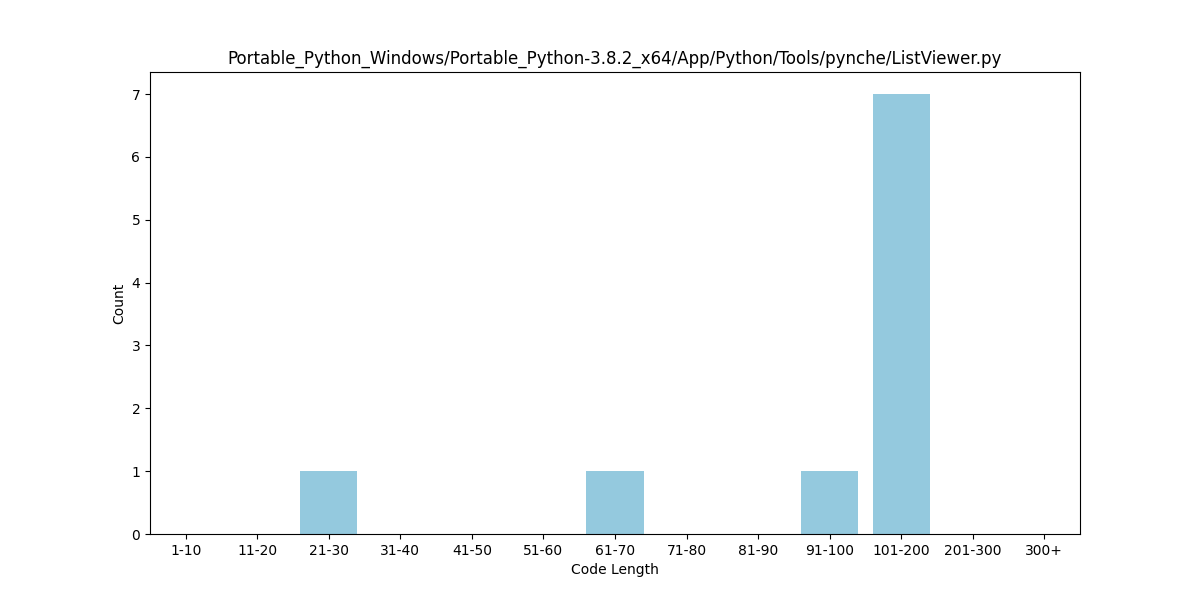 Portable_Python_Windows/Portable_Python-3.8.2_x64/App/Python/Tools/pynche/ListViewer.py
7
6
5
4
3
2
1
0
Count
1-10 11-20 21-30 31-40 41-50 51-60 61-70 71-80 81-90 91-100 101-200 201-300 300+
Code Length